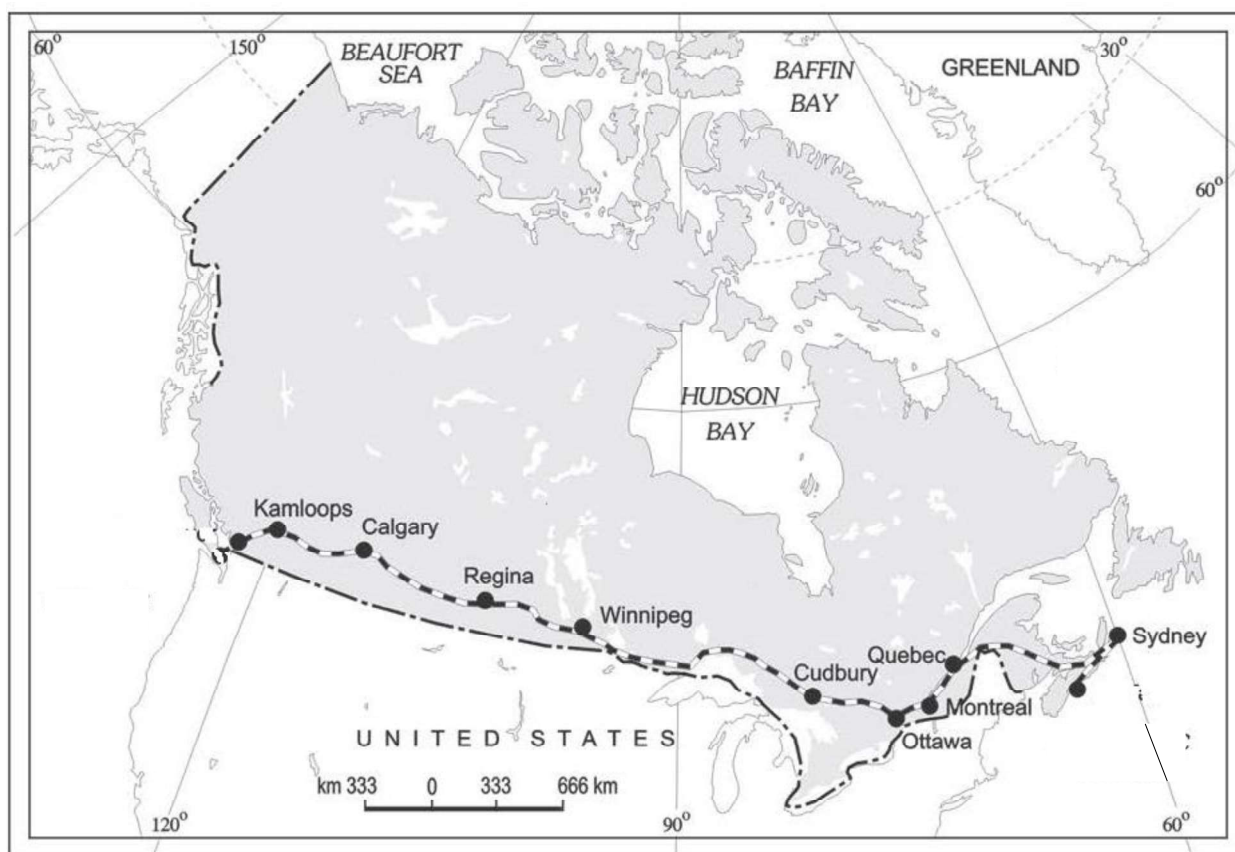 60°
150°
BEAUFORT
SEA
BAFFIN
BAY
GREENLAND
30°
60°
HUDSON
BAY
Kamloops
Calgary
Regina
Winnipeg
Quebec
Sydney
Cudbury
Montreal
Ottawa
UNITED STATES
km 333 0 333 666 km
120°
90°
60°